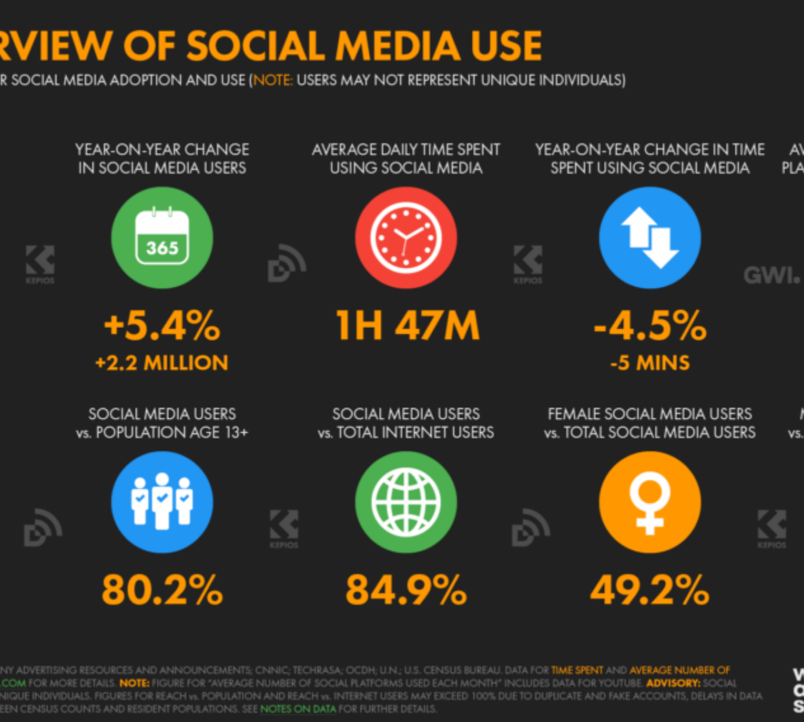 RVIEW OF SOCIAL MEDIA USE
R SOCIAL MEDIA ADOPTION AND USE (NOTE: USERS MAY NOT REPRESENT UNIQUE INDIVIDUALS)
YEAR-ON-YEAR CHANGE
IN SOCIAL MEDIA USERS
365
+5.4%
+2.2 MILLION
AVERAGE DAILY TIME SPENT
USING SOCIAL MEDIA
1H 47M
YEAR-ON-YEAR CHANGE IN TIME
SPENT USING SOCIAL MEDIA
-4.5%
-5 MINS
AV
PLA
KEPIOS
KEPIOS
GWI.
SOCIAL MEDIA USERS
vs. POPULATION AGE 13+
80.2%
SOCIAL MEDIA USERS
vs. TOTAL INTERNET USERS
84.9%
FEMALE SOCIAL MEDIA USERS
vs. TOTAL SOCIAL MEDIA USERS
49.2%
vs.
KEPIOS
KEPIOS
NY ADVERTISING RESOURCES AND ANNOUNCEMENTS; CNNIC; TECHRASA; OCDH; U.N.; U.S. CENSUS BUREAU. DATA FOR TIME SPENT AND AVERAGE NUMBER OF
.COM FOR MORE DETAILS. NOTE: FIGURE FOR "AVERAGE NUMBER OF SOCIAL PLATFORMS USED EACH MONTH" INCLUDES DATA FOR YOUTUBE. ADVISORY: SOCIAL
NIQUE INDIVIDUALS. FIGURES FOR REACH vs. POPULATION AND REACH vs. INTERNET USERS MAY EXCEED 100% DUE TO DUPLICATE AND FAKE ACCOUNTS, DELAYS IN DATA
EEN CENSUS COUNTS AND RESIDENT POPULATIONS. SEE NOTES ON DATA FOR FURTHER DETAILS.